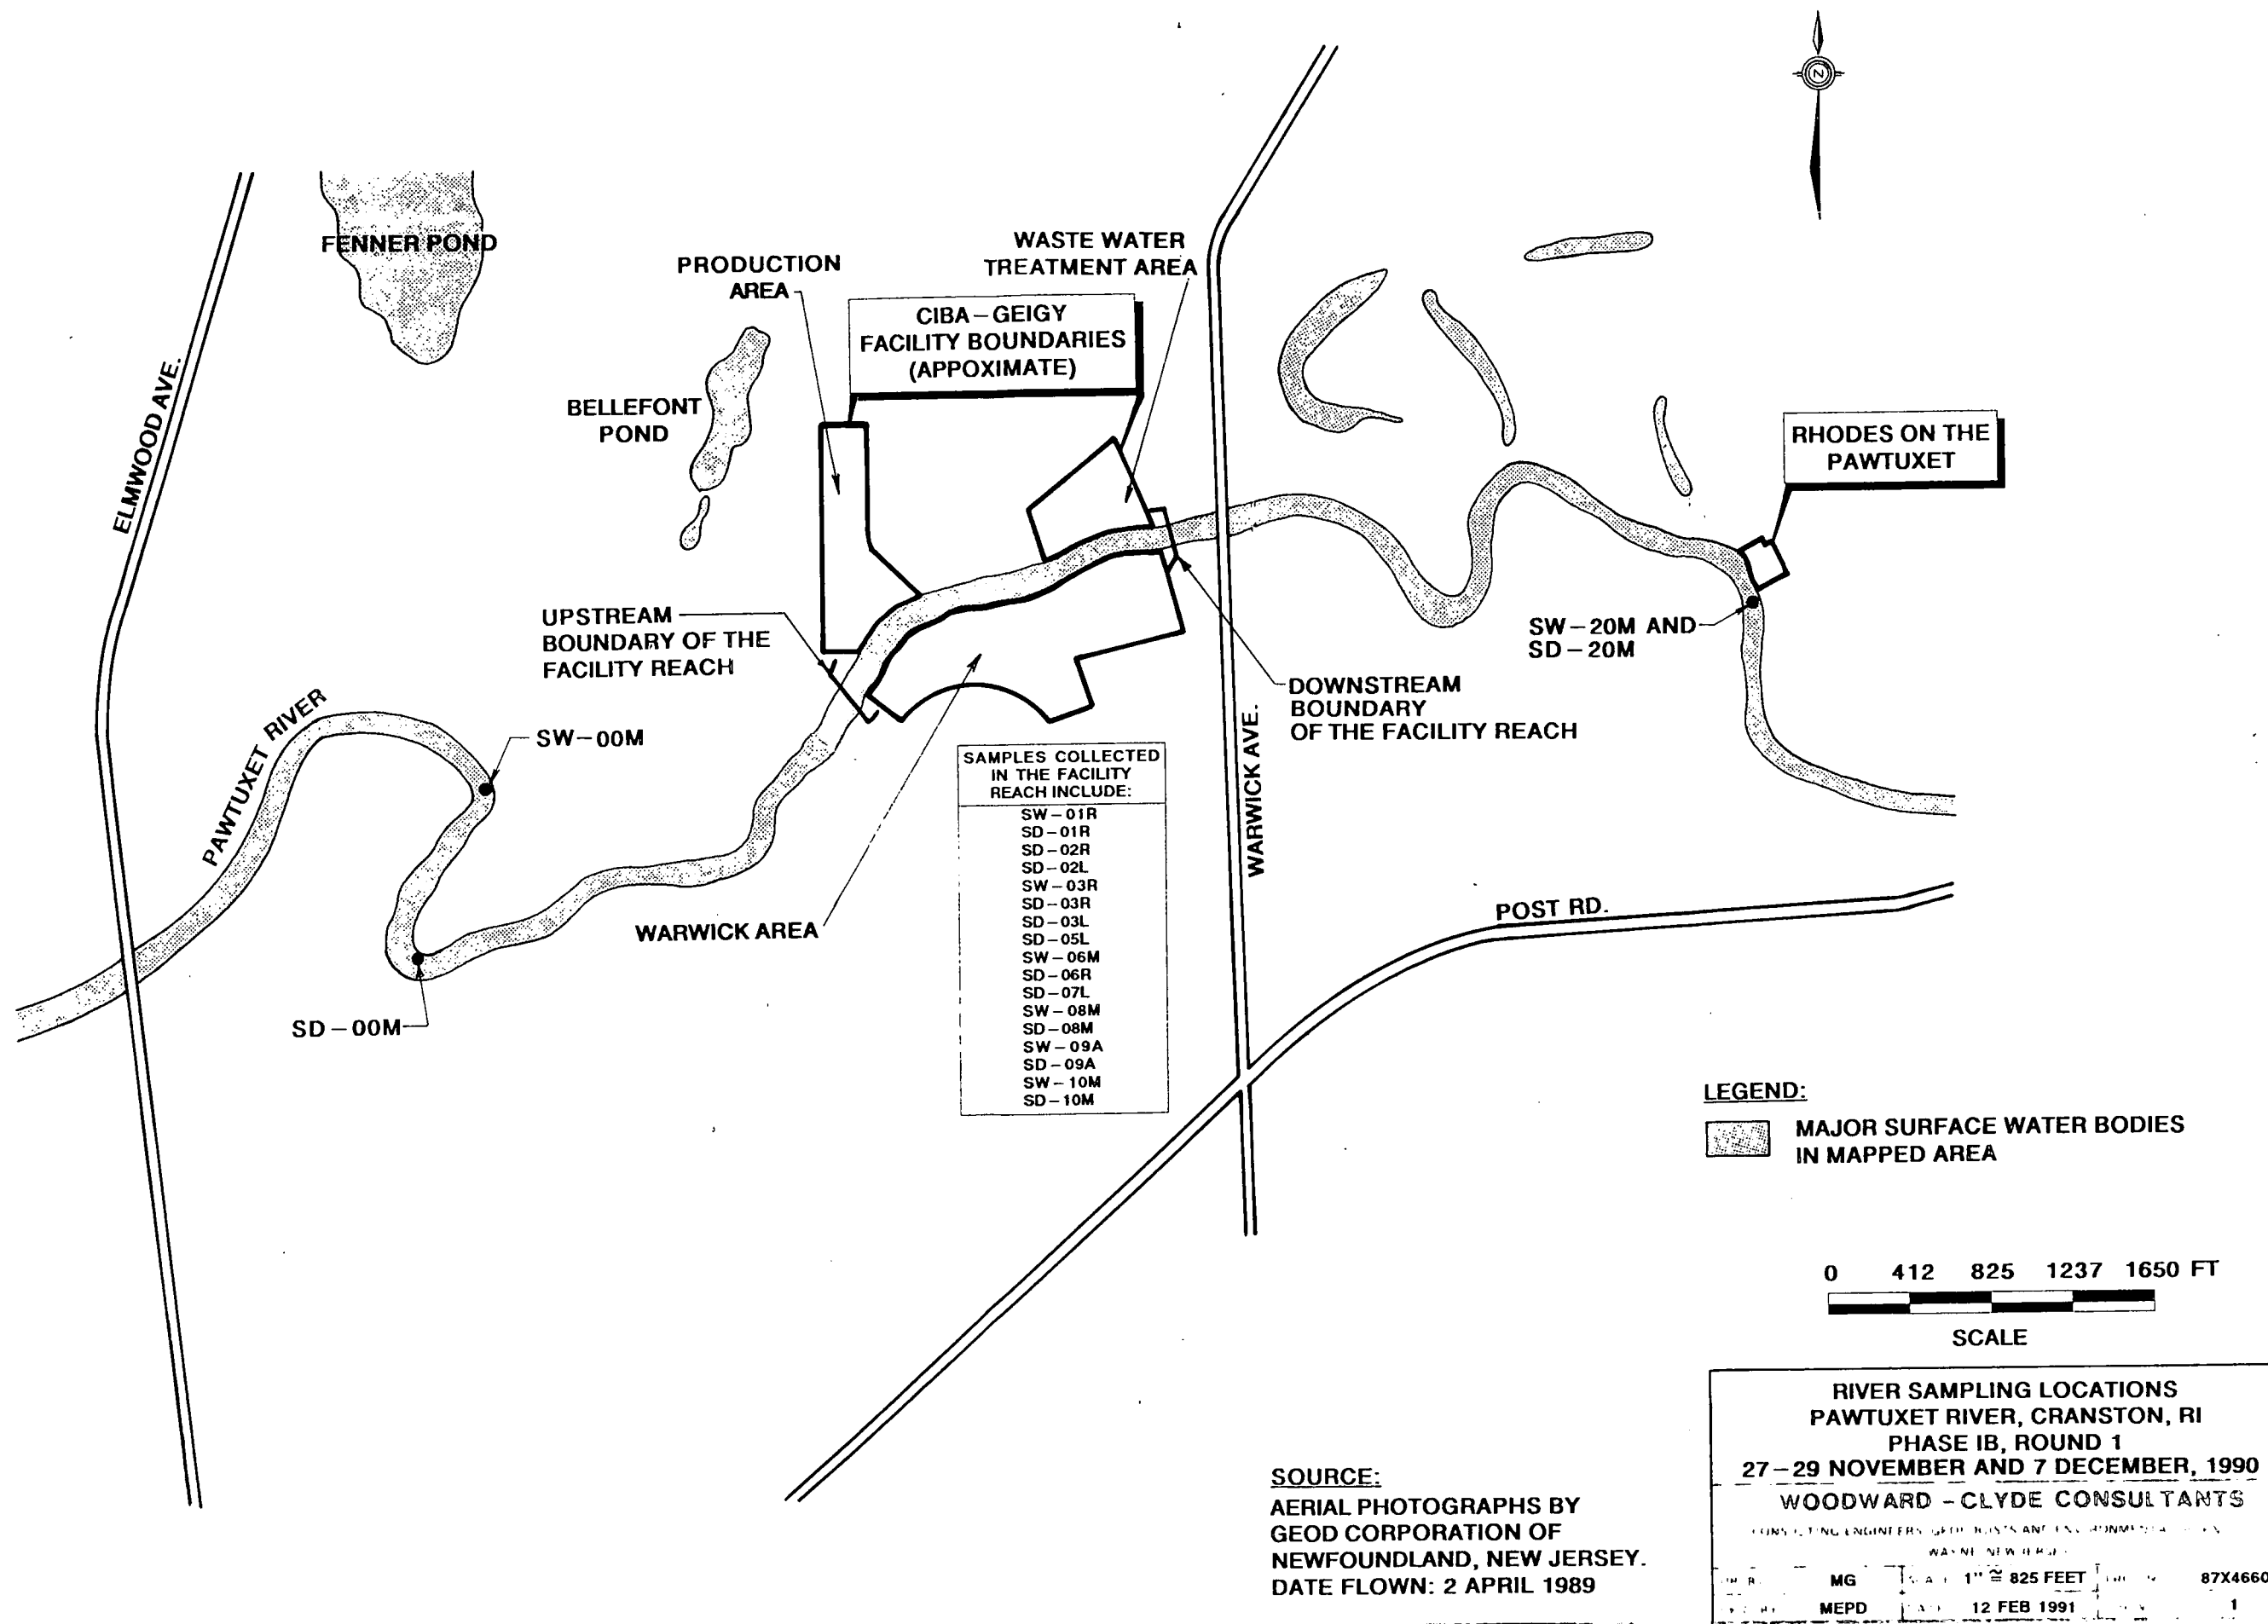 N
FENNER POND
PRODUCTION
AREA
WASTE WATER
TREATMENT AREA
CIBA-GEIGY
FACILITY BOUNDARIES
(APPOXIMATE)
ELMWOOD AVE.
BELLEFONT
POND
RHODES ON THE
PAWTUXET
UPSTREAM
BOUNDARY OF THE
FACILITY REACH
SW-20M AND
SD-20M
DOWNSTREAM
BOUNDARY
OF THE FACILITY REACH
PAWTUXET RIVER
SW-00M
WARWICK AVE.
SAMPLES COLLECTED
IN THE FACILITY
REACH INCLUDE:
SW-01R
SD-01R
SD-02R
SD-02L
SW-03R
SD-03R
SD-03L
SD-05L
SW-06M
SD-06R
SD-07L
SW-08M
SD-08M
SW-09A
SD-09A
SW-10M
SD-10M
WARWICK AREA
POST RD.
SD-00M
LEGEND:
MAJOR SURFACE WATER BODIES
IN MAPPED AREA
0 412 825 1237 1650 FT
SCALE
SOURCE:
AERIAL PHOTOGRAPHS BY
GEOD CORPORATION OF
NEWFOUNDLAND, NEW JERSEY.
DATE FLOWN: 2 APRIL 1989
RIVER SAMPLING LOCATIONS
PAWTUXET RIVER, CRANSTON, RI
PHASE IB, ROUND 1
27-29 NOVEMBER AND 7 DECEMBER, 1990
WOODWARD-CLYDE CONSULTANTS
WAYNE, NEW JERSEY
MG 1" ≅ 825 FEET 87X4660
MEPD 12 FEB 1991 1